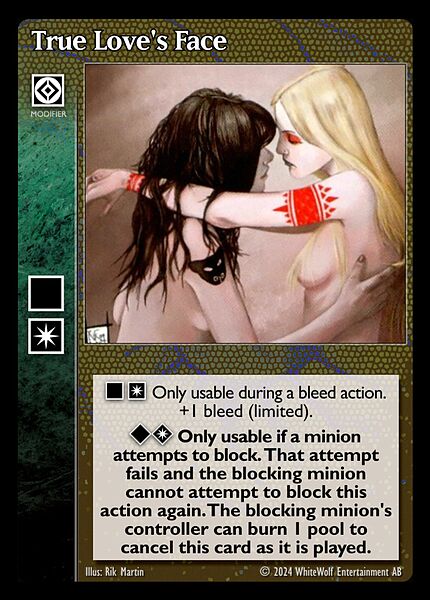 True Love's Face
MODIFIER
Only usable during a bleed action.
+1 bleed (limited).
Only usable if a minion
attempts to block. That attempt
fails and the blocking minion
cannot attempt to block this
action again. The blocking minion's
controller can burn 1 pool to
cancel this card as it is played.
Illus: Rik Martin © 2024 WhiteWolf Entertainment AB